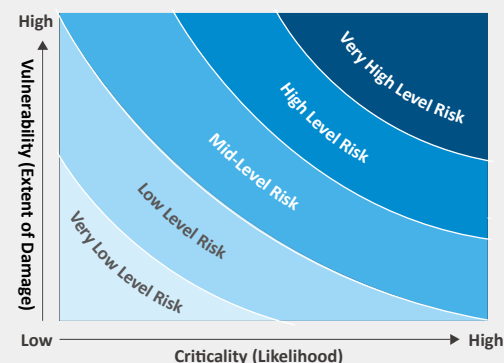 High
Vulnerability (Extent of Damage)
Very High Level Risk
High Level Risk
Mid-Level Risk
Low Level Risk
Very Low Level Risk
Low
High
Criticality (Likelihood)